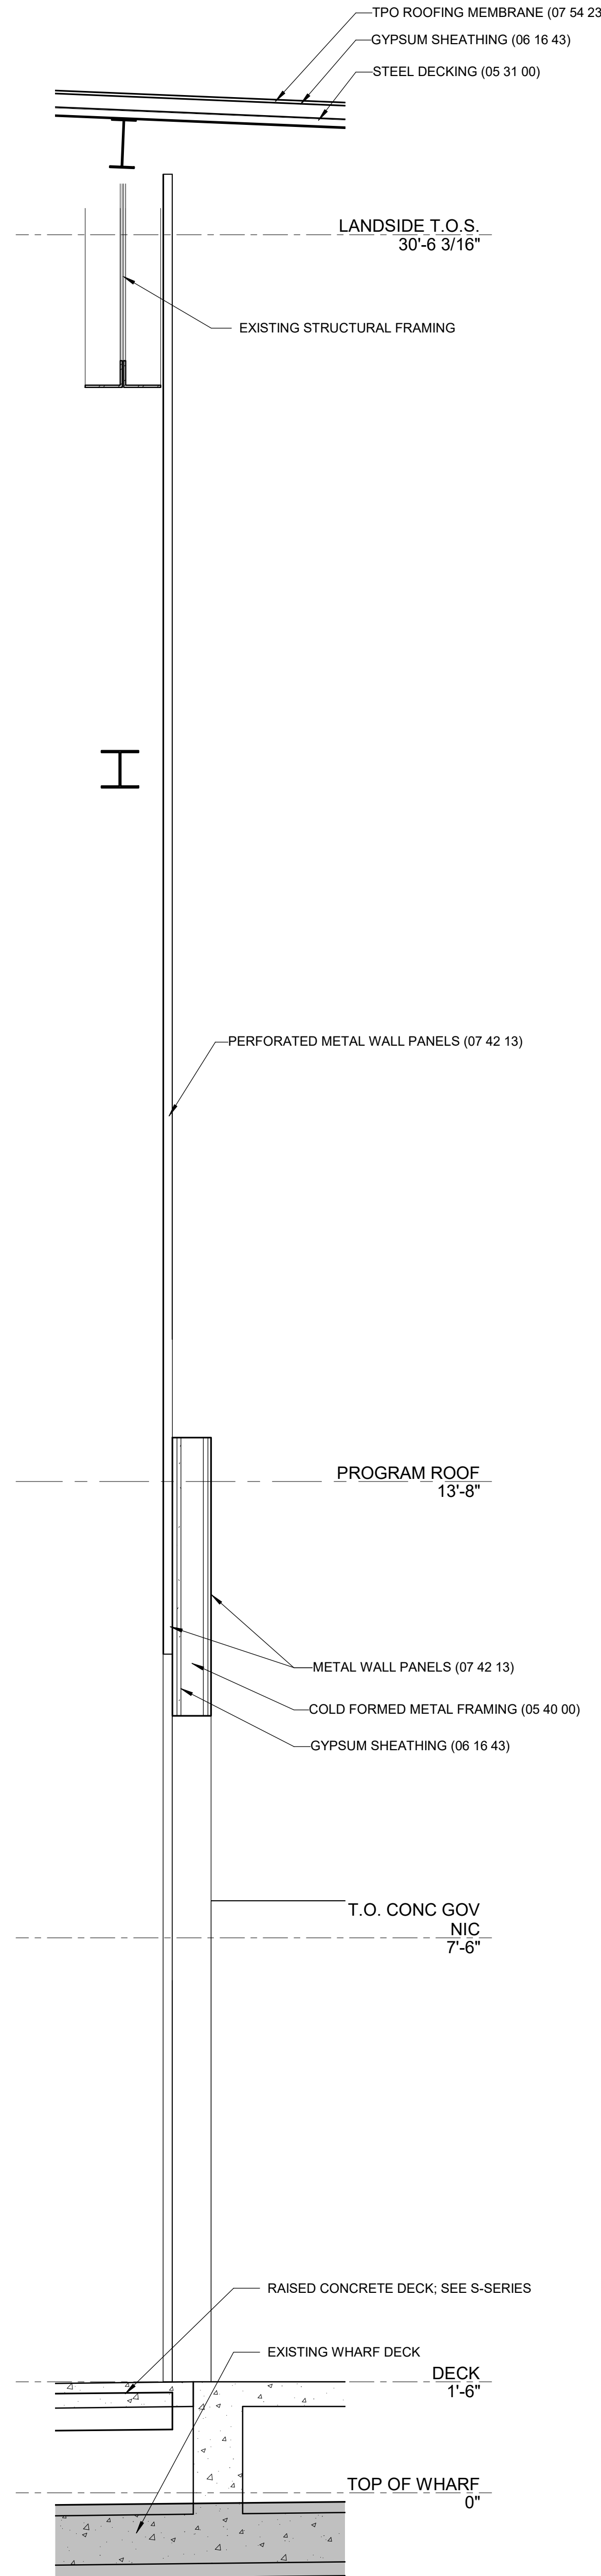 TPO ROOFING MEMBRANE (07 54 23
GYPSUM SHEATHING (06 16 43)
STEEL DECKING (05 31 00)
LANDSIDE T.O.S.
30'-6 3/16"
EXISTING STRUCTURAL FRAMING
PERFORATED METAL WALL PANELS (07 42 13)
PROGRAM ROOF
13'-8"
METAL WALL PANELS (07 42 13)
COLD FORMED METAL FRAMING (05 40 00)
GYPSUM SHEATHING (06 16 43)
T.O. CONC GOV
NIC
7'-6"
RAISED CONCRETE DECK; SEE S-SERIES
EXISTING WHARF DECK
DECK
1'-6"
TOP OF WHARF
0"